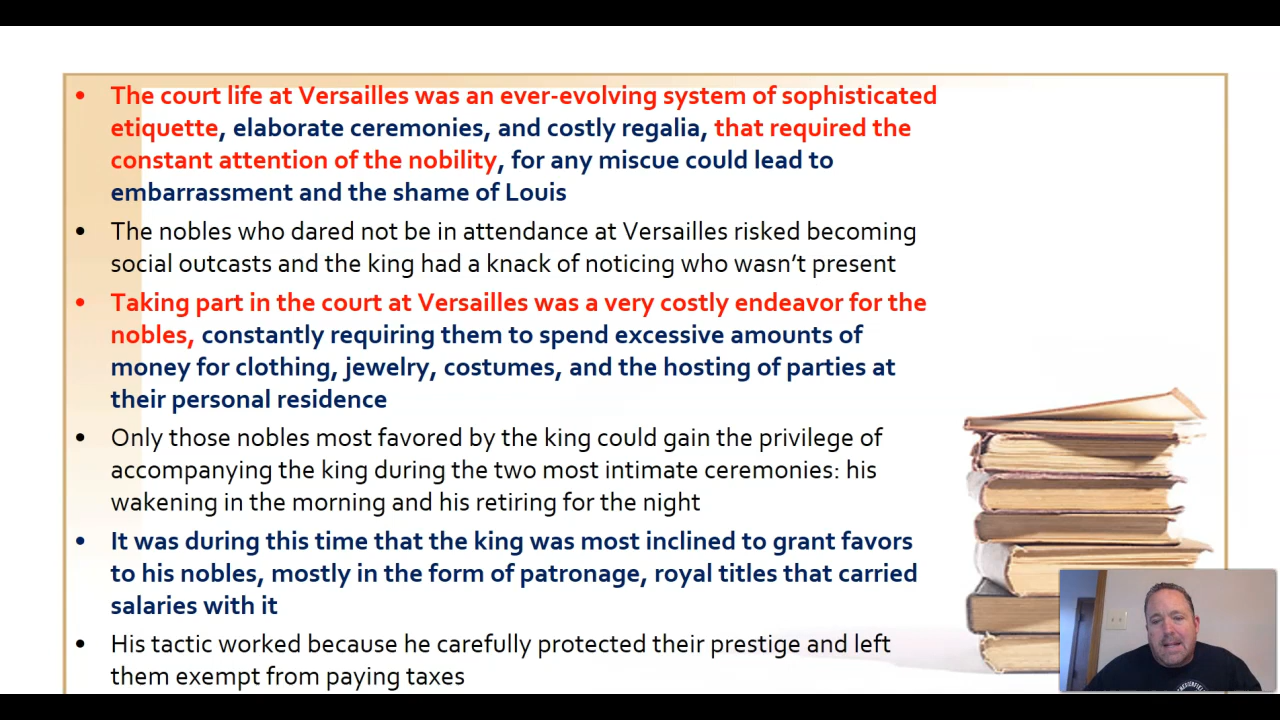 • The court life at Versailles was an ever-evolving system of sophisticated
etiquette, elaborate ceremonies, and costly regalia, that required the
constant attention of the nobility, for any miscue could lead to
embarrassment and the shame of Louis
• The nobles who dared not be in attendance at Versailles risked becoming
social outcasts and the king had a knack of noticing who wasn't present
• Taking part in the court at Versailles was a very costly endeavor for the
nobles, constantly requiring them to spend excessive amounts of
money for clothing, jewelry, costumes, and the hosting of parties at
their personal residence
• Only those nobles most favored by the king could gain the privilege of
accompanying the king during the two most intimate ceremonies: his
wakening in the morning and his retiring for the night
• It was during this time that the king was most inclined to grant favors
to his nobles, mostly in the form of patronage, royal titles that carried
salaries with it
• His tactic worked because he carefully protected their prestige and left
them exempt from paying taxes